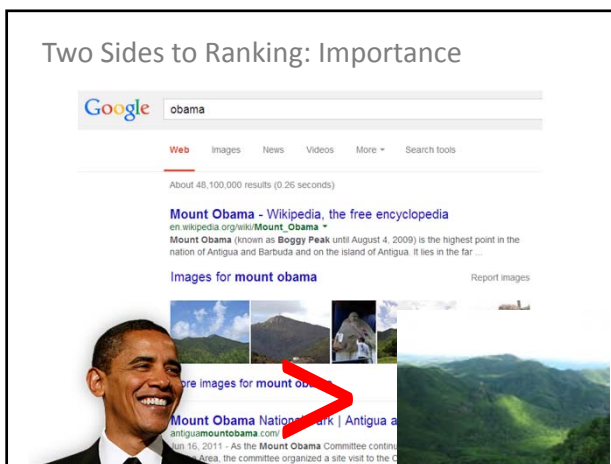 Two Sides to Ranking: Importance
Google obama
Web Images News Videos More Search tools
About 48,100,000 results (0.26 seconds)
Mount Obama - Wikipedia, the free encyclopedia
en.wikipedia.org/wiki/Mount_Obama
Mount Obama (known as Boggy Peak until August 4, 2009) is the highest point in the
nation of Antigua and Barbuda and on the island of Antigua. It lies in the far ...
Images for mount obama Report images
images for mount
>
Mount Obama National | Antigua
antiguamountobama.com/
16, 2011 - As the Mount Obama Committee
Area, the committee organized a site visit to the